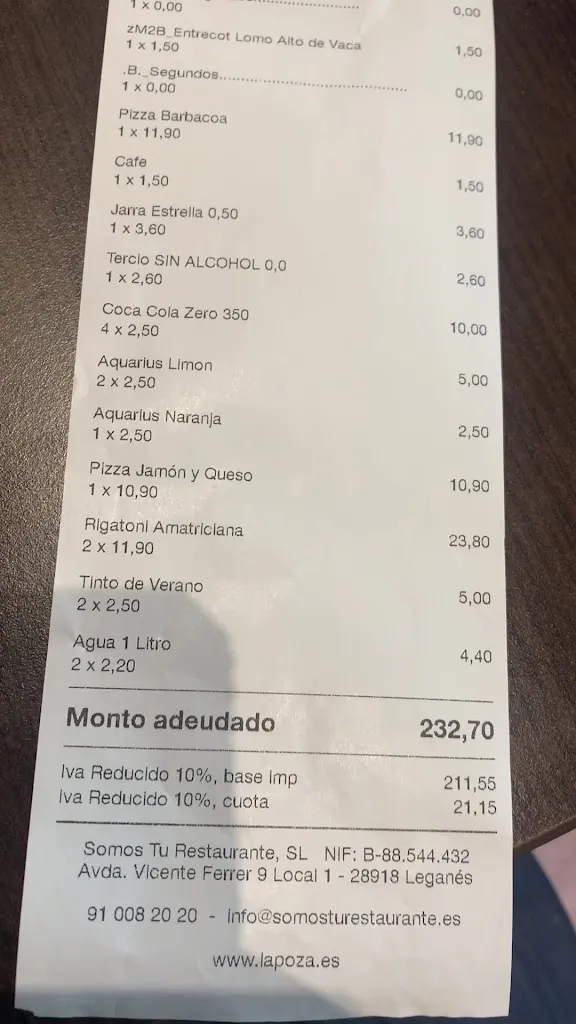 1 x 0,00 0,00
zM2B_Entrecot Lomo Alto de Vaca
1 x 1,50 1,50
.B._Segundos..........................................
1 x 0,00 0,00
Pizza Barbacoa
1 x 11,90 11,90
Cafe
1 x 1,50 1,50
Jarra Estrella 0,50
1 x 3,60 3,60
Tercio SIN ALCOHOL 0,0
1 x 2,60 2,60
Coca Cola Zero 350
4 x 2,50 10,00
Aquarius Limon
2 x 2,50 5,00
Aquarius Naranja
1 x 2,50 2,50
Pizza Jamón y Queso
1 x 10,90 10,90
Rigatoni Amatriciana
2 x 11,90 23,80
Tinto de Verano
2 x 2,50 5,00
Agua 1 Litro
2 x 2,20 4,40
Monto adeudado 232,70
Iva Reducido 10%, base imp 211,55
Iva Reducido 10%, cuota 21,15
Somos Tu Restaurante, SL NIF: B-88.544.432
Avda. Vicente Ferrer 9 Local 1 - 28918 Leganés
91 008 20 20 - info@somosturestaurante.es
www.lapoza.es